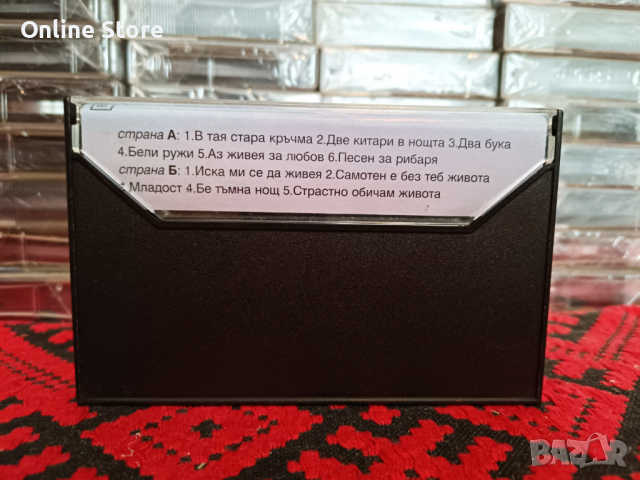 Online Store
страна А: 1.В тая стара кръчма 2.Две китари в нощта 3.Два бука
4.Бели ружи 5.Аз живея за любов 6.Песен за рибаря
страна Б: 1.Иска ми се да живея 2.Самотен е без теб живота
Младост 4.Бе тъмна нощ 5.Страстно обичам живота
BAZAR